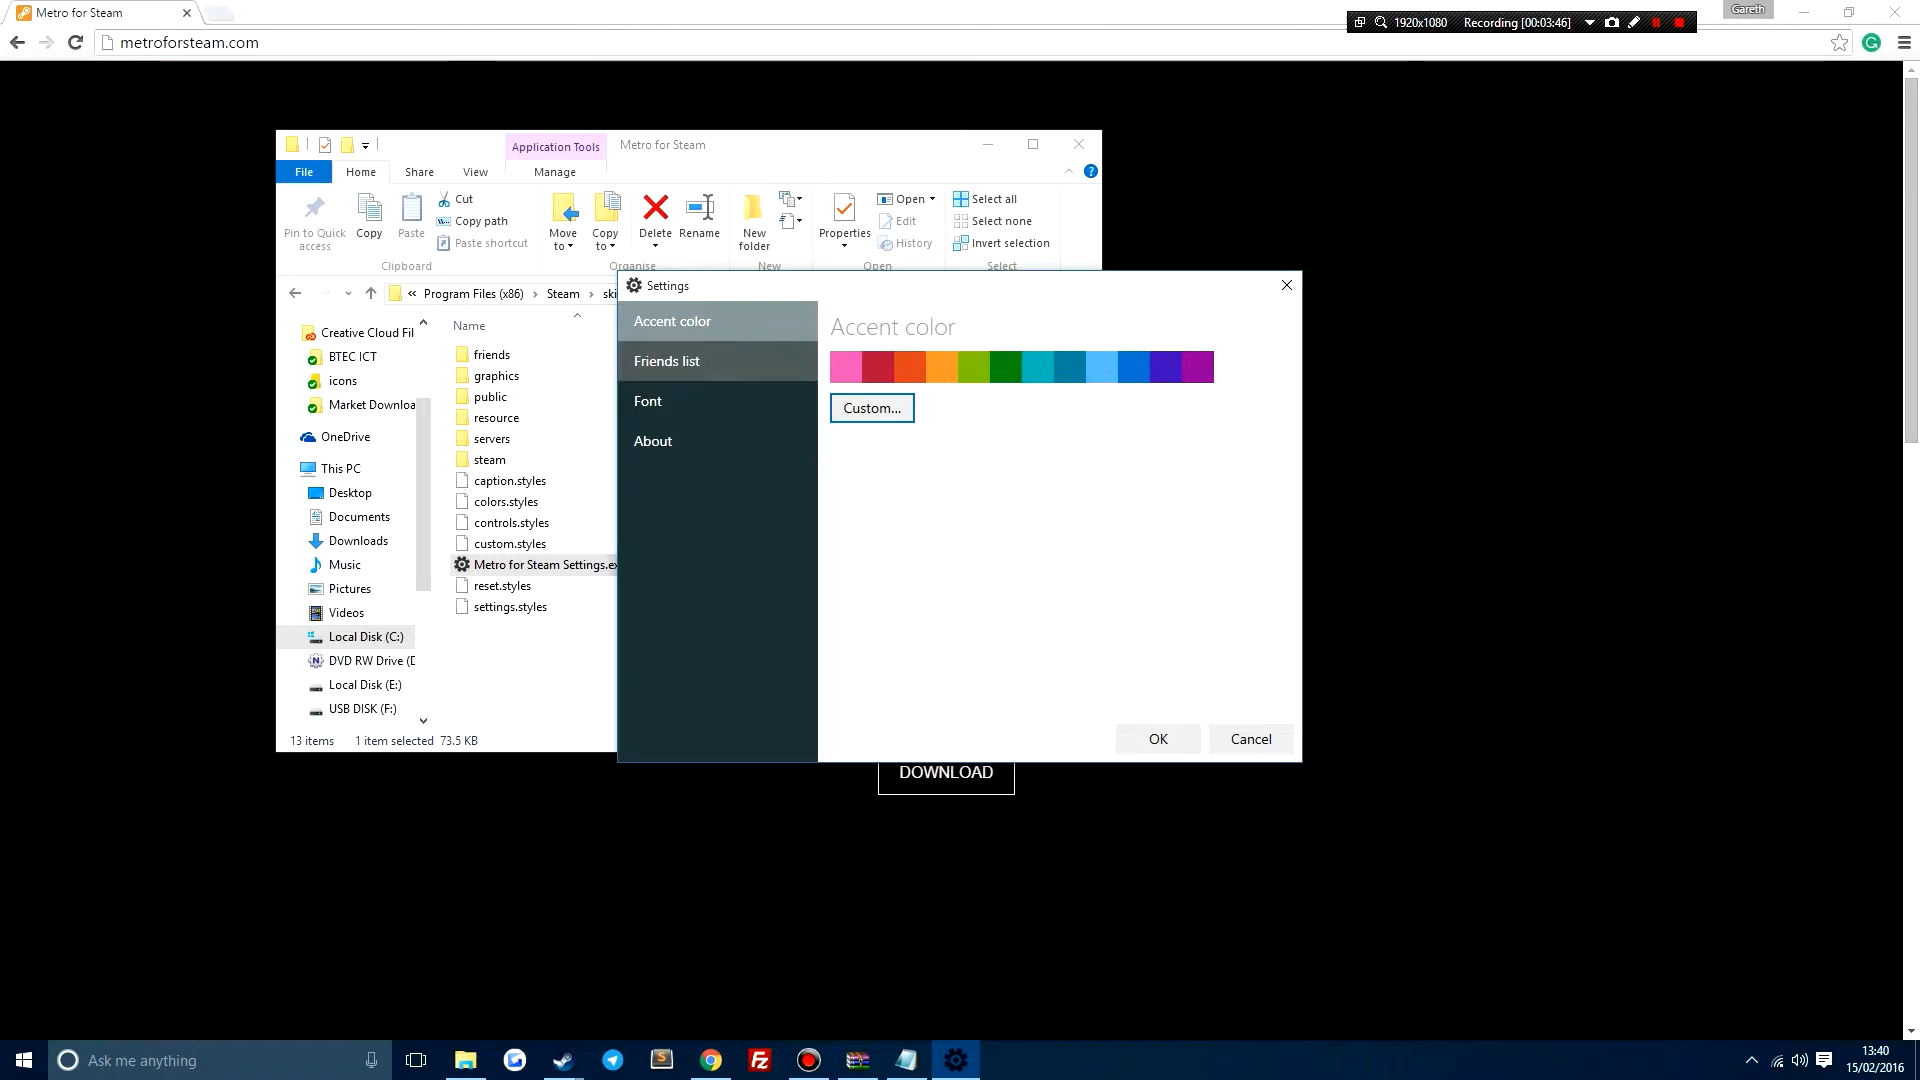 Metro for Steam
Gareth
1920x1080 Recording [00:03:46]
metroforsteam.com
Application Tools
Metro for Steam
File
Home
Share
View
Manage
Pin to Quick access
Copy
Paste
Cut
Copy path
Paste shortcut
Clipboard
Move to
Copy to
Delete
Rename
Organise
New folder
New
Properties
Open
Edit
History
Open
Select all
Select none
Invert selection
Select
« Program Files (x86) › Steam › ski
Creative Cloud Fil
BTEC ICT
icons
Market Downloa
OneDrive
This PC
Desktop
Documents
Downloads
Music
Pictures
Videos
Local Disk (C:)
DVD RW Drive (D
Local Disk (E:)
USB DISK (F:)
Name
friends
graphics
public
resource
servers
steam
caption.styles
colors.styles
controls.styles
custom.styles
Metro for Steam Settings.ex
reset.styles
settings.styles
13 items
1 item selected 73.5 KB
Settings
Accent color
Friends list
Font
About
Accent color
Custom...
OK
Cancel
DOWNLOAD
Ask me anything
13:40
15/02/2016